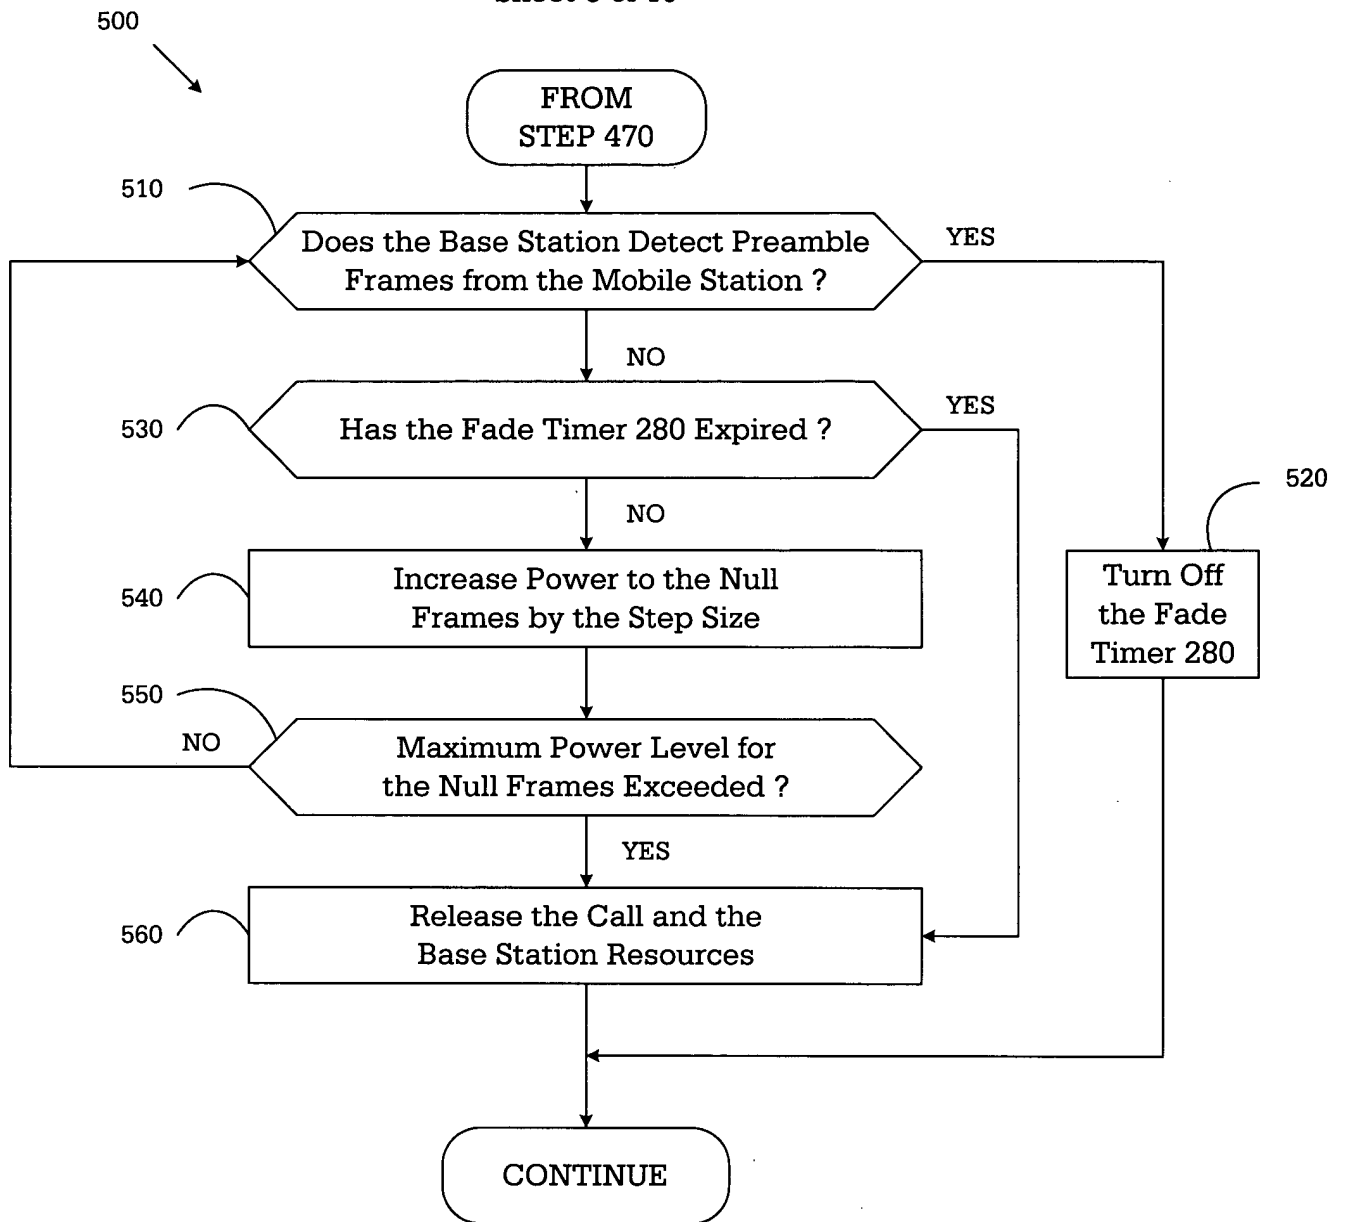 500
FROM
STEP 470
510
Does the Base Station Detect Preamble
Frames from the Mobile Station ?
YES
NO
530
Has the Fade Timer 280 Expired ?
YES
520
NO
Turn Off
the Fade
Timer 280
540
Increase Power to the Null
Frames by the Step Size
550
NO
Maximum Power Level for
the Null Frames Exceeded ?
YES
560
Release the Call and the
Base Station Resources
CONTINUE